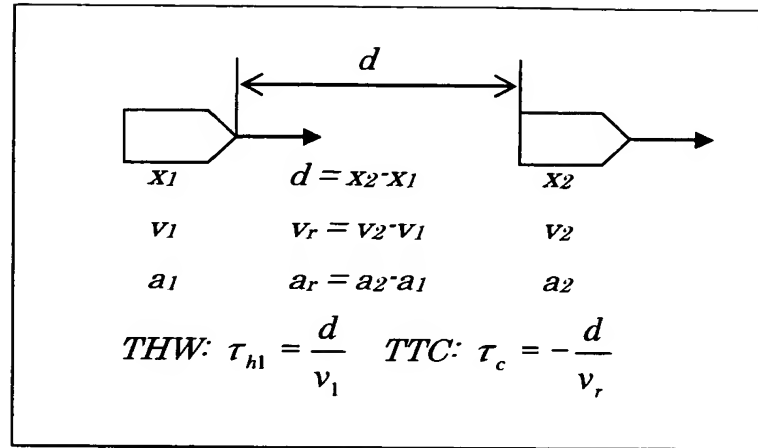 d
x1 d = x2-x1 x2
v1 vr = v2-v1 v2
a1 ar = a2-a1 a2
THW: τh1 = d/v1 TTC: τc = -d/vr